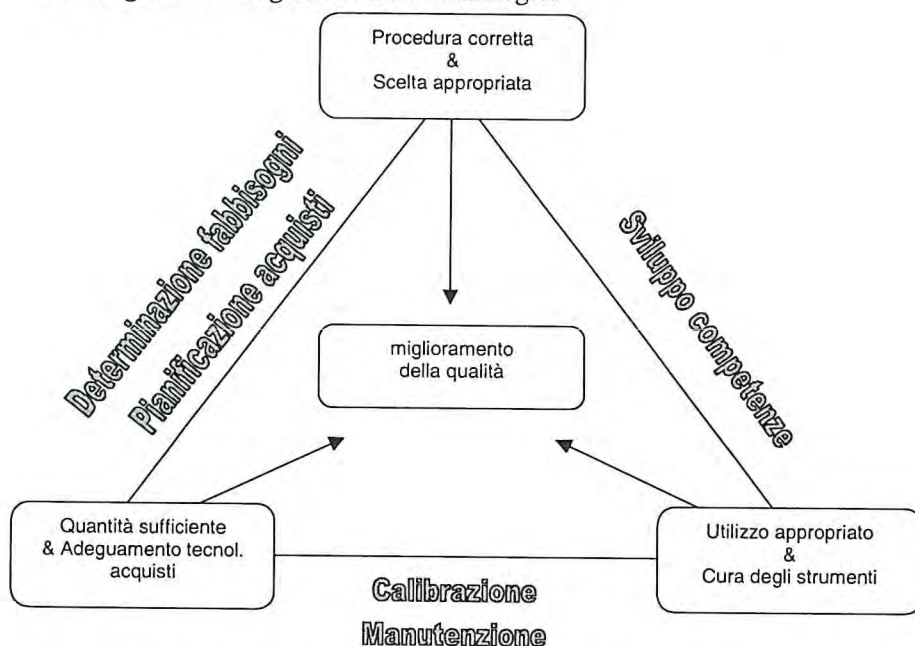 Procedura corretta
&
Scelta appropriata
Determinazione fabbisogni
Pianificazione acquisti
Sviluppo competenze
miglioramento
della qualità
Quantità sufficiente
& Adeguamento tecnol.
acquisti
Utilizzo appropriato
&
Cura degli strumenti
Calibrazione
Manutenzione